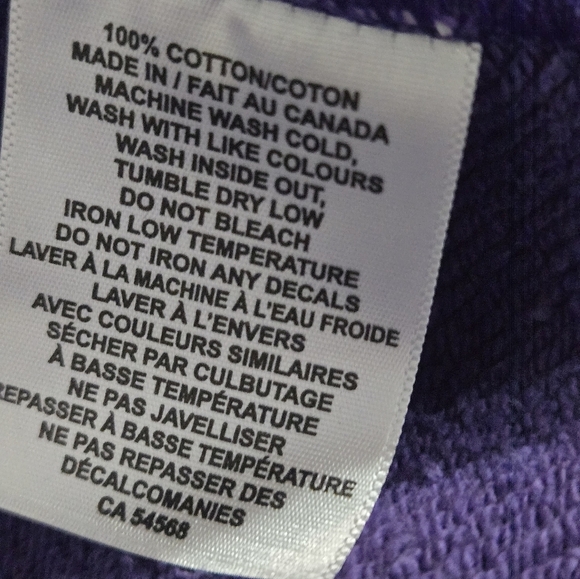 100% COTTON/COTON
MADE IN / FAIT AU CANADA
MACHINE WASH COLD,
WASH WITH LIKE COLOURS
WASH INSIDE OUT,
TUMBLE DRY LOW
DO NOT BLEACH
IRON LOW TEMPERATURE
DO NOT IRON ANY DECALS
LAVER À LA MACHINE À L'EAU FROIDE
LAVER À L'ENVERS
AVEC COULEURS SIMILAIRES
SÉCHER PAR CULBUTAGE
À BASSE TEMPÉRATURE
NE PAS JAVELLISER
REPASSER À BASSE TEMPÉRATURE
NE PAS REPASSER DES
DÉCALCOMANIES
CA 54568